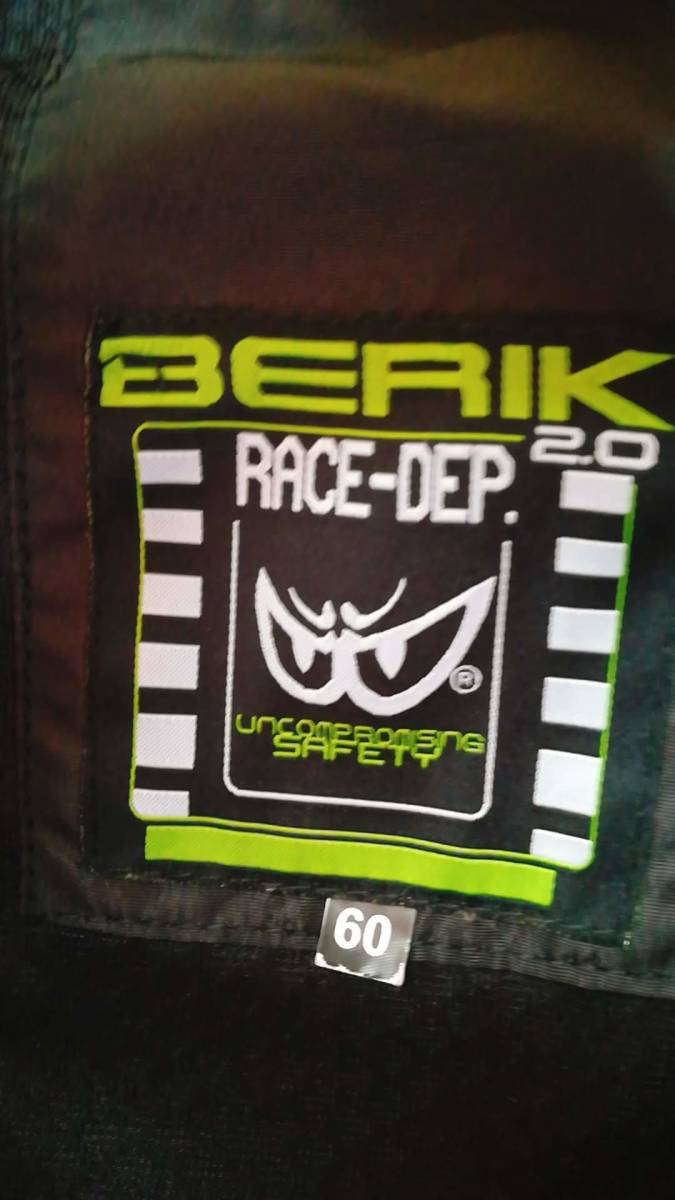 BERIK
2.0
RACE-DEP.
®
UNCOMPROMISING
SAFETY
60